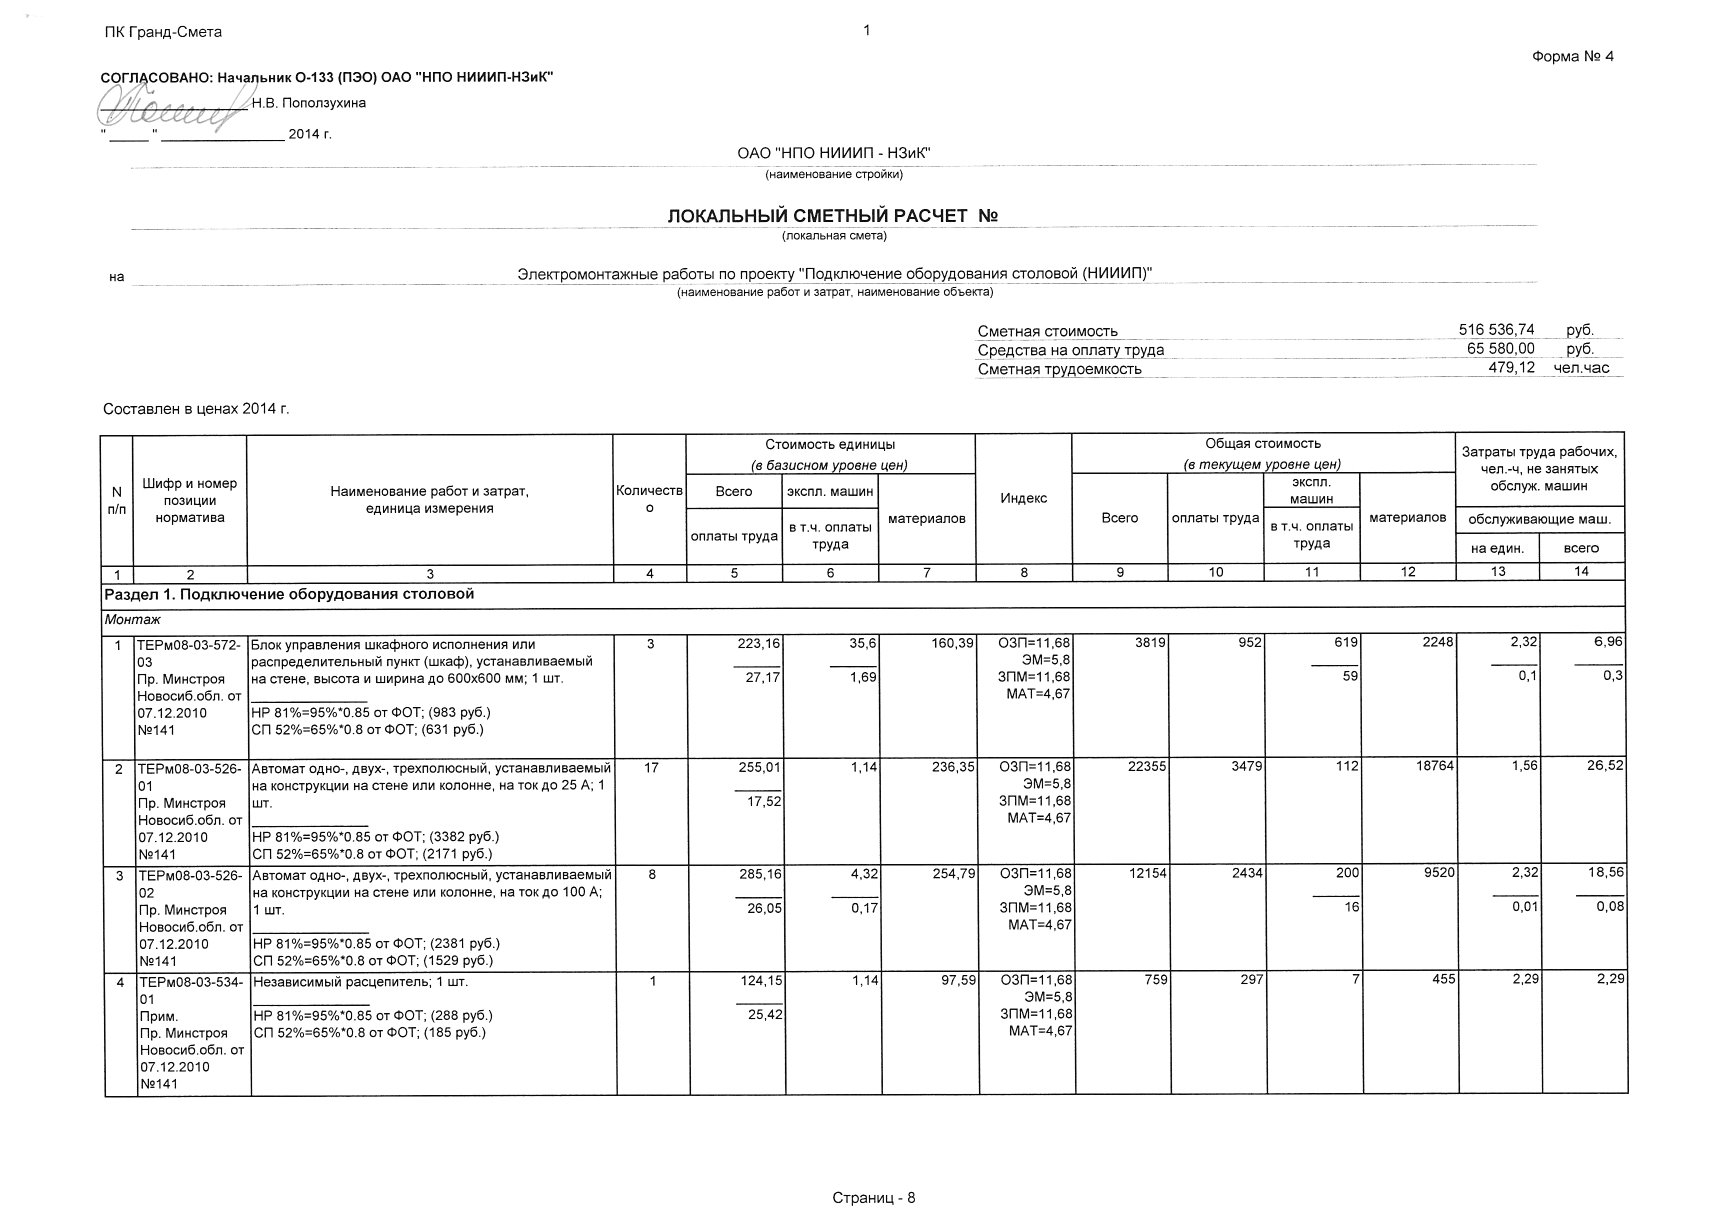 ПК Гранд-Смета
1
Форма № 4
СОГЛАСОВАНО: Начальник О-133 (ПЭО) ОАО "НПО НИИИП-НЗиК"
Н.В. Поползухина
" _____ " ________________ 2014 г.
ОАО "НПО НИИИП - НЗиК"
(наименование стройки)
ЛОКАЛЬНЫЙ СМЕТНЫЙ РАСЧЕТ №
(локальная смета)
на Электромонтажные работы по проекту "Подключение оборудования столовой (НИИИП)"
(наименование работ и затрат, наименование объекта)
Сметная стоимость 516 536,74 руб.
Средства на оплату труда 65 580,00 руб.
Сметная трудоемкость 479,12 чел.час
Составлен в ценах 2014 г.
N п/п
Шифр и номер
позиции
норматива
Наименование работ и затрат,
единица измерения
Количеств
о
Стоимость единицы
(в базисном уровне цен)
Всего
оплаты труда
экспл. машин
в т.ч. оплаты
труда
материалов
Индекс
Общая стоимость
(в текущем уровне цен)
Всего
оплаты труда
экспл.
машин
в т.ч. оплаты
труда
материалов
Затраты труда рабочих,
чел.-ч, не занятых
обслуж. машин
обслуживающие маш.
на един. всего
1 2 3 4 5 6 7 8 9 10 11 12 13 14
Раздел 1. Подключение оборудования столовой
Монтаж
1
ТЕРм08-03-572-
03
Пр. Минстроя
Новосиб.обл. от
07.12.2010
№141
Блок управления шкафного исполнения или
распределительный пункт (шкаф), устанавливаемый
на стене, высота и ширина до 600х600 мм; 1 шт.
НР 81%=95%*0.85 от ФОТ; (983 руб.)
СП 52%=65%*0.8 от ФОТ; (631 руб.)
3
223,16
27,17
35,6
1,69
160,39
ОЗП=11,68
ЭМ=5,8
ЗПМ=11,68
МАТ=4,67
3819
952
619
59
2248
2,32
0,1
6,96
0,3
2
ТЕРм08-03-526-
01
Пр. Минстроя
Новосиб.обл. от
07.12.2010
№141
Автомат одно-, двух-, трехполюсный, устанавливаемый
на конструкции на стене или колонне, на ток до 25 А; 1
шт.
НР 81%=95%*0.85 от ФОТ; (3382 руб.)
СП 52%=65%*0.8 от ФОТ; (2171 руб.)
17
255,01
17,52
1,14
236,35
ОЗП=11,68
ЭМ=5,8
ЗПМ=11,68
МАТ=4,67
22355
3479
112
18764
1,56
26,52
3
ТЕРм08-03-526-
02
Пр. Минстроя
Новосиб.обл. от
07.12.2010
№141
Автомат одно-, двух-, трехполюсный, устанавливаемый
на конструкции на стене или колонне, на ток до 100 А;
1 шт.
НР 81%=95%*0.85 от ФОТ; (2381 руб.)
СП 52%=65%*0.8 от ФОТ; (1529 руб.)
8
285,16
26,05
4,32
0,17
254,79
ОЗП=11,68
ЭМ=5,8
ЗПМ=11,68
МАТ=4,67
12154
2434
200
16
9520
2,32
0,01
18,56
0,08
4
ТЕРм08-03-534-
01
Прим.
Пр. Минстроя
Новосиб.обл. от
07.12.2010
№141
Независимый расцепитель; 1 шт.
НР 81%=95%*0.85 от ФОТ; (288 руб.)
СП 52%=65%*0.8 от ФОТ; (185 руб.)
1
124,15
25,42
1,14
97,59
ОЗП=11,68
ЭМ=5,8
ЗПМ=11,68
МАТ=4,67
759
297
7
455
2,29
2,29
Страниц - 8